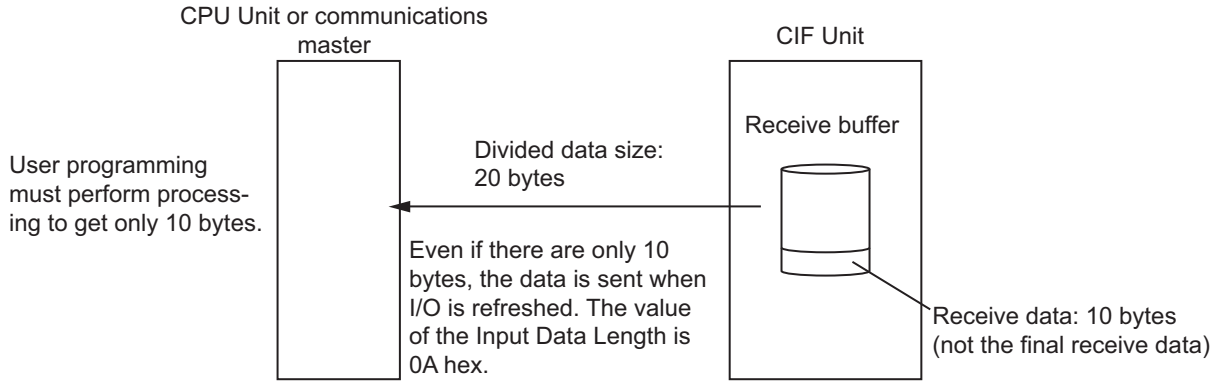 CPU Unit or communications
master
CIF Unit
Receive buffer
Divided data size:
20 bytes
User programming
must perform process-
ing to get only 10 bytes.
Even if there are only 10
bytes, the data is sent when
I/O is refreshed. The value
of the Input Data Length is
0A hex.
Receive data: 10 bytes
(not the final receive data)